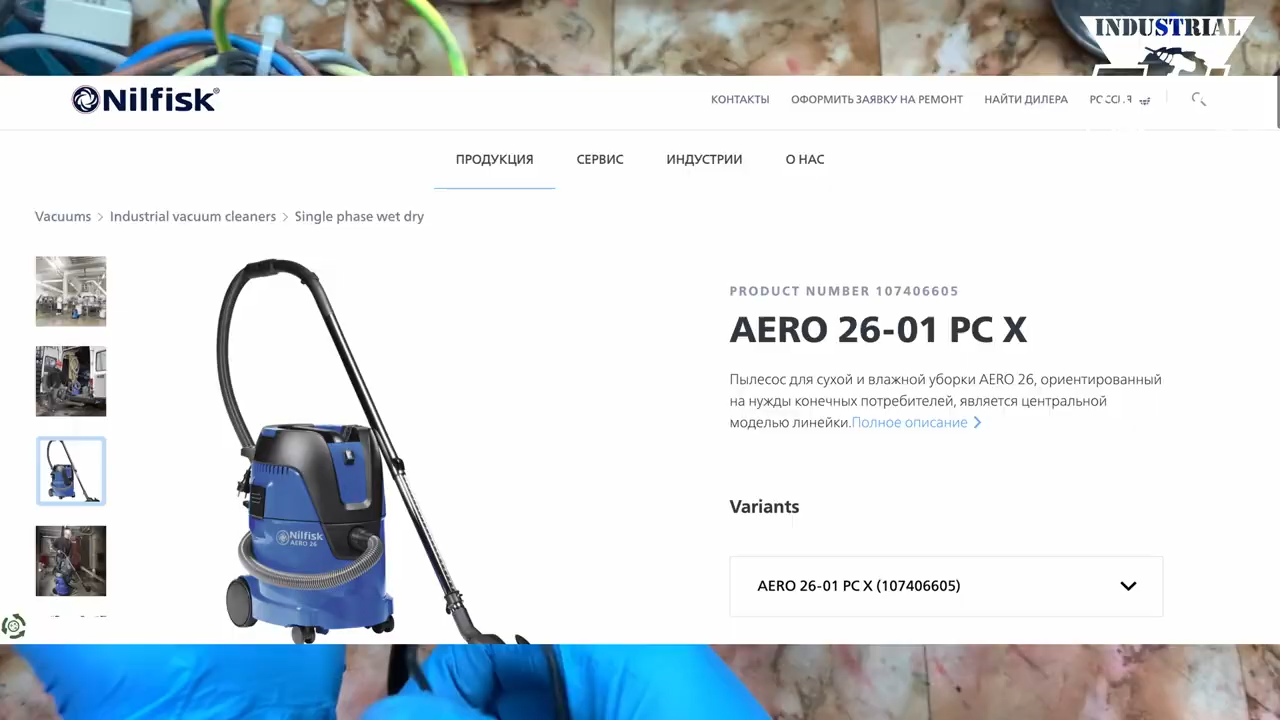 INDUSTRIAL
Nilfisk
КОНТАКТЫ ОФОРМИТЬ ЗАЯВКУ НА РЕМОНТ НАЙТИ ДИЛЕРА
ПРОДУКЦИЯ СЕРВИС ИНДУСТРИИ О НАС
Vacuums > Industrial vacuum cleaners > Single phase wet dry
PRODUCT NUMBER 107406605
AERO 26-01 PC X
Пылесос для сухой и влажной уборки AERO 26, ориентированный
на нужды конечных потребителей, является центральной
моделью линейки.Полное описание >
Variants
AERO 26-01 PC X (107406605)
Nilfisk
AERO 26